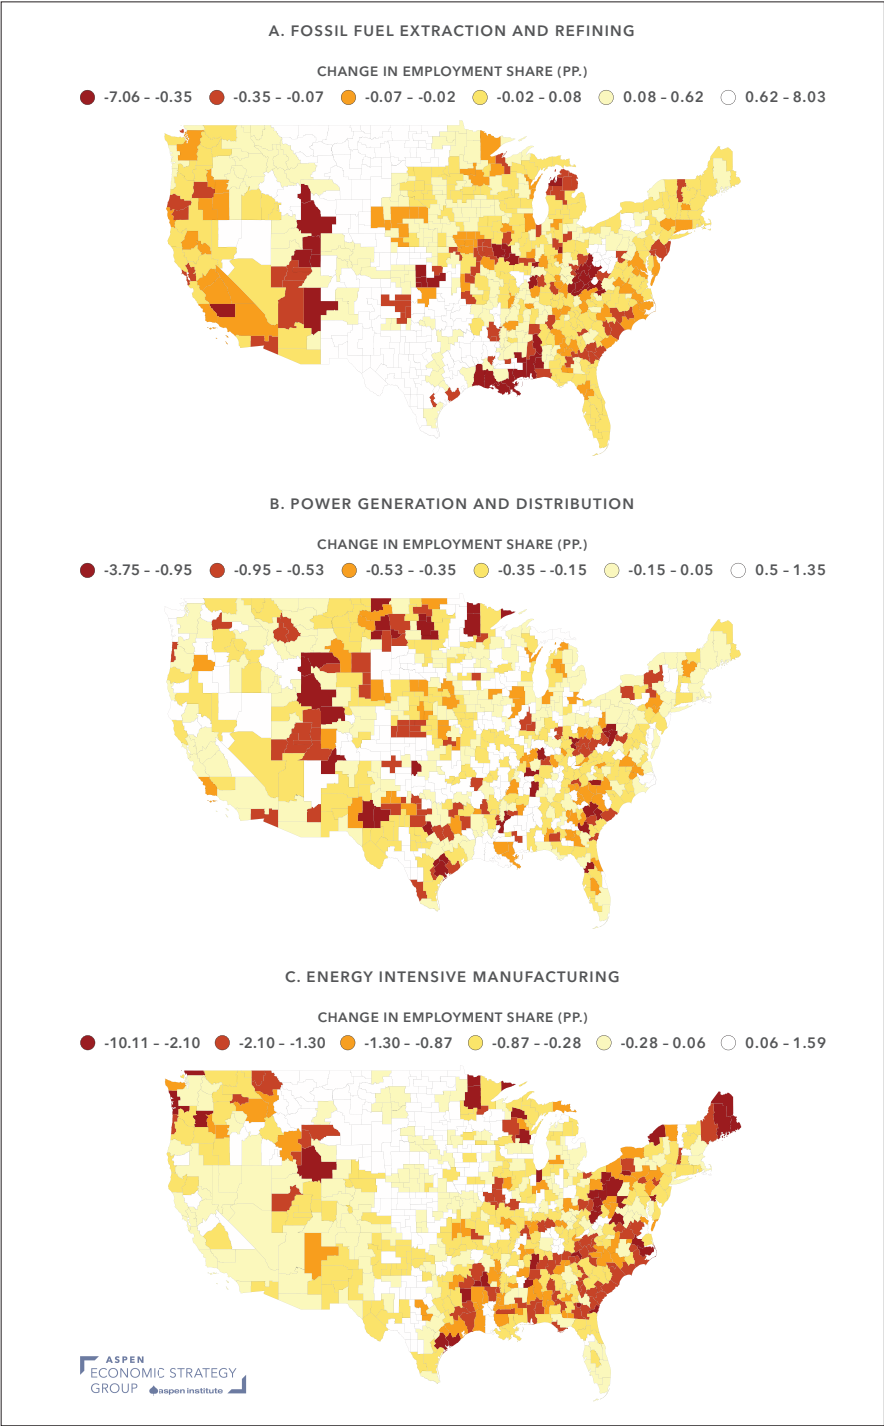 A. FOSSIL FUEL EXTRACTION AND REFINING
CHANGE IN EMPLOYMENT SHARE (PP.)
-7.06 – -0.35 -0.35 – -0.07 -0.07 – -0.02 -0.02 – 0.08 0.08 – 0.62 0.62 – 8.03
B. POWER GENERATION AND DISTRIBUTION
CHANGE IN EMPLOYMENT SHARE (PP.)
-3.75 – -0.95 -0.95 – -0.53 -0.53 – -0.35 -0.35 – -0.15 -0.15 – 0.05 0.5 – 1.35
C. ENERGY INTENSIVE MANUFACTURING
CHANGE IN EMPLOYMENT SHARE (PP.)
-10.11 – -2.10 -2.10 – -1.30 -1.30 – -0.87 -0.87 – -0.28 -0.28 – 0.06 0.06 – 1.59
ASPEN
ECONOMIC STRATEGY
GROUP aspen institute